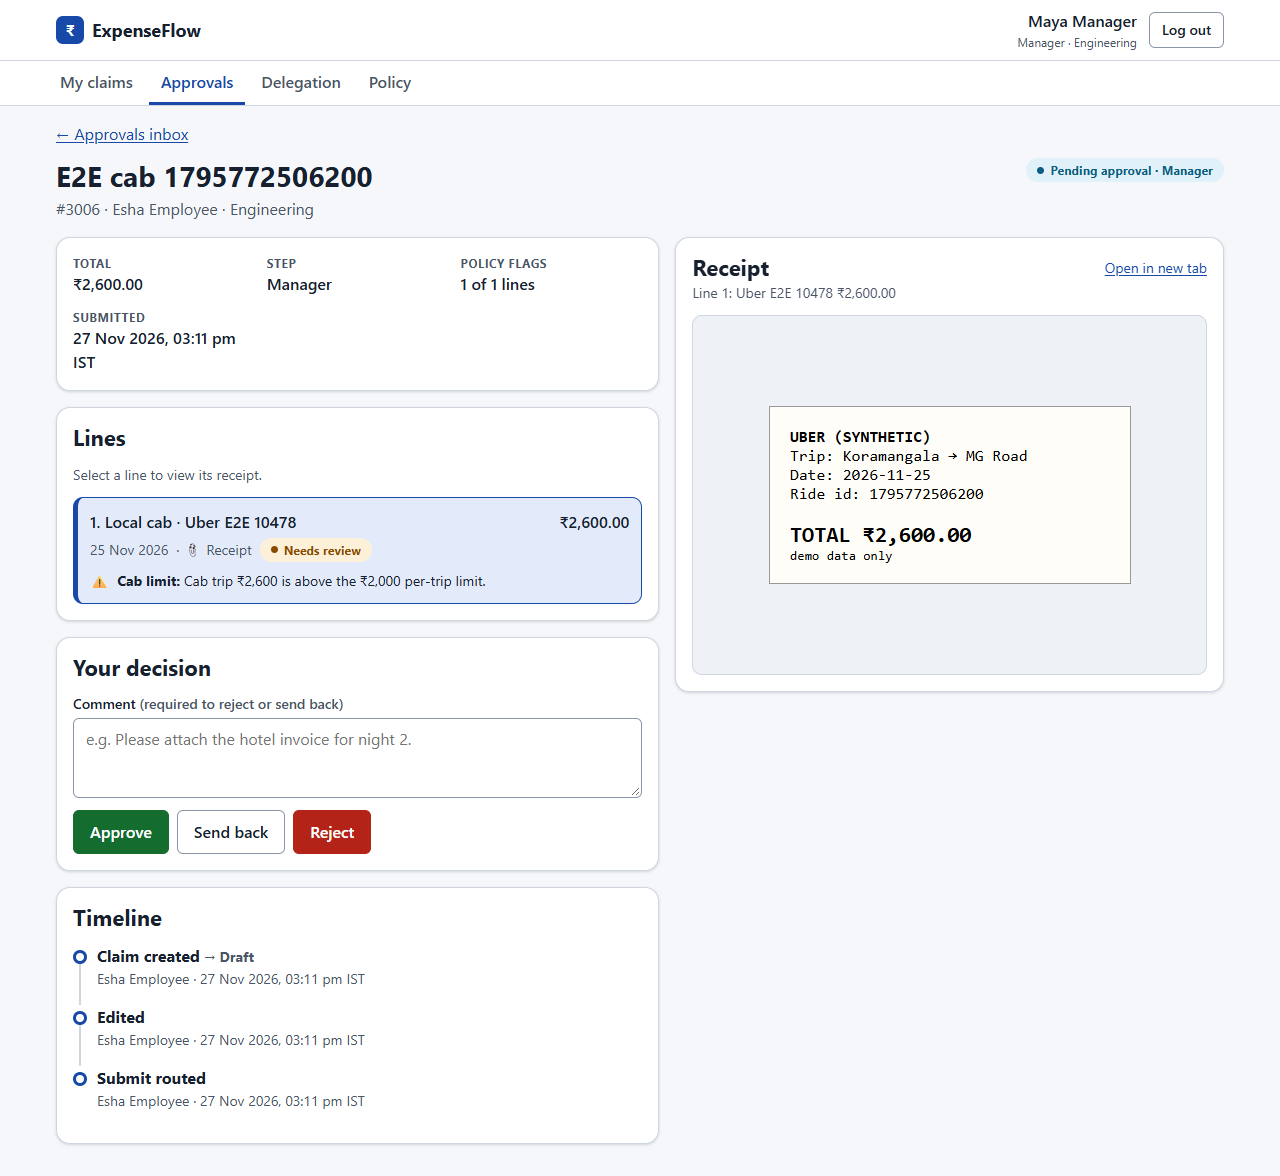 ₹ ExpenseFlow
Maya Manager
Manager · Engineering
Log out
My claims
Approvals
Delegation
Policy
← Approvals inbox
E2E cab 1795772506200
Pending approval · Manager
#3006 · Esha Employee · Engineering
TOTAL
₹2,600.00
STEP
Manager
POLICY FLAGS
1 of 1 lines
SUBMITTED
27 Nov 2026, 03:11 pm
IST
Lines
Select a line to view its receipt.
1. Local cab · Uber E2E 10478
₹2,600.00
25 Nov 2026 · Receipt
Needs review
Cab limit: Cab trip ₹2,600 is above the ₹2,000 per-trip limit.
Your decision
Comment (required to reject or send back)
e.g. Please attach the hotel invoice for night 2.
Approve
Send back
Reject
Timeline
Claim created → Draft
Esha Employee · 27 Nov 2026, 03:11 pm IST
Edited
Esha Employee · 27 Nov 2026, 03:11 pm IST
Submit routed
Esha Employee · 27 Nov 2026, 03:11 pm IST
Receipt
Open in new tab
Line 1: Uber E2E 10478 ₹2,600.00
UBER (SYNTHETIC)
Trip: Koramangala → MG Road
Date: 2026-11-25
Ride id: 1795772506200
TOTAL ₹2,600.00
demo data only